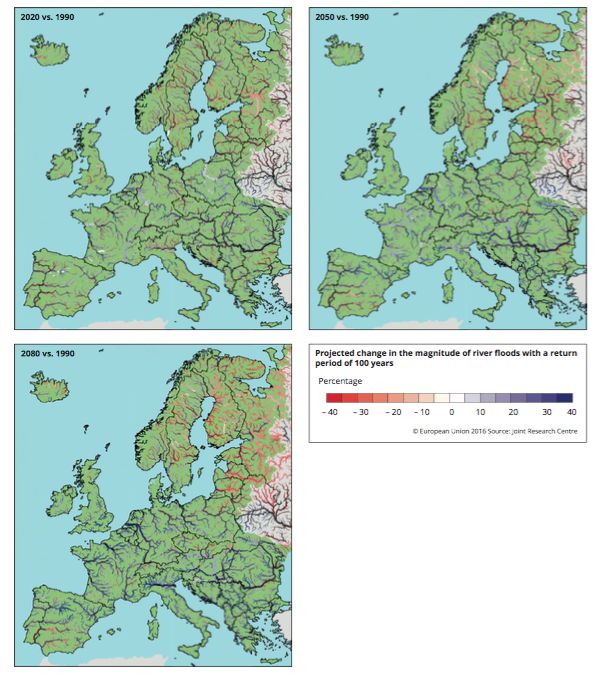 2020 vs. 1990
2050 vs. 1990
2080 vs. 1990
Projected change in the magnitude of river floods with a return
period of 100 years
Percentage
– 40 – 30 – 20 – 10 0 10 20 30 40
© European Union 2016 Source: Joint Research Centre